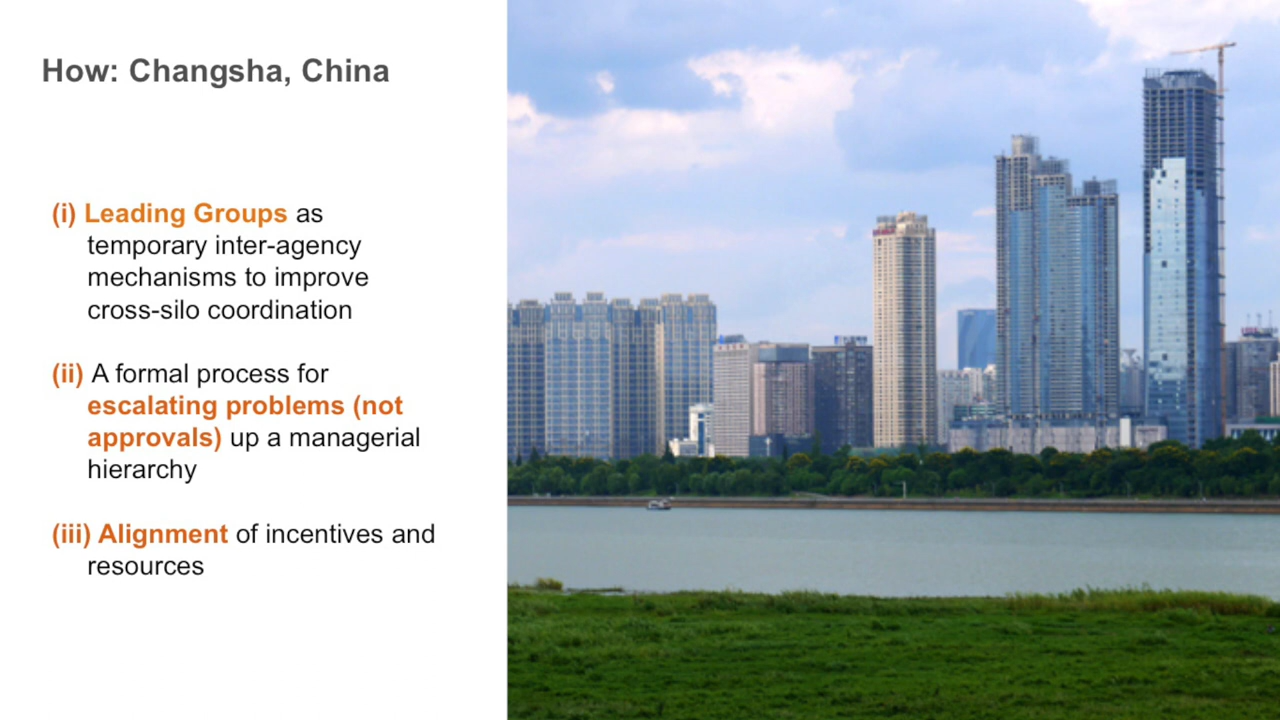 How: Changsha, China
(i) Leading Groups as
temporary inter-agency
mechanisms to improve
cross-silo coordination
(ii) A formal process for
escalating problems (not
approvals) up a managerial
hierarchy
(iii) Alignment of incentives and
resources